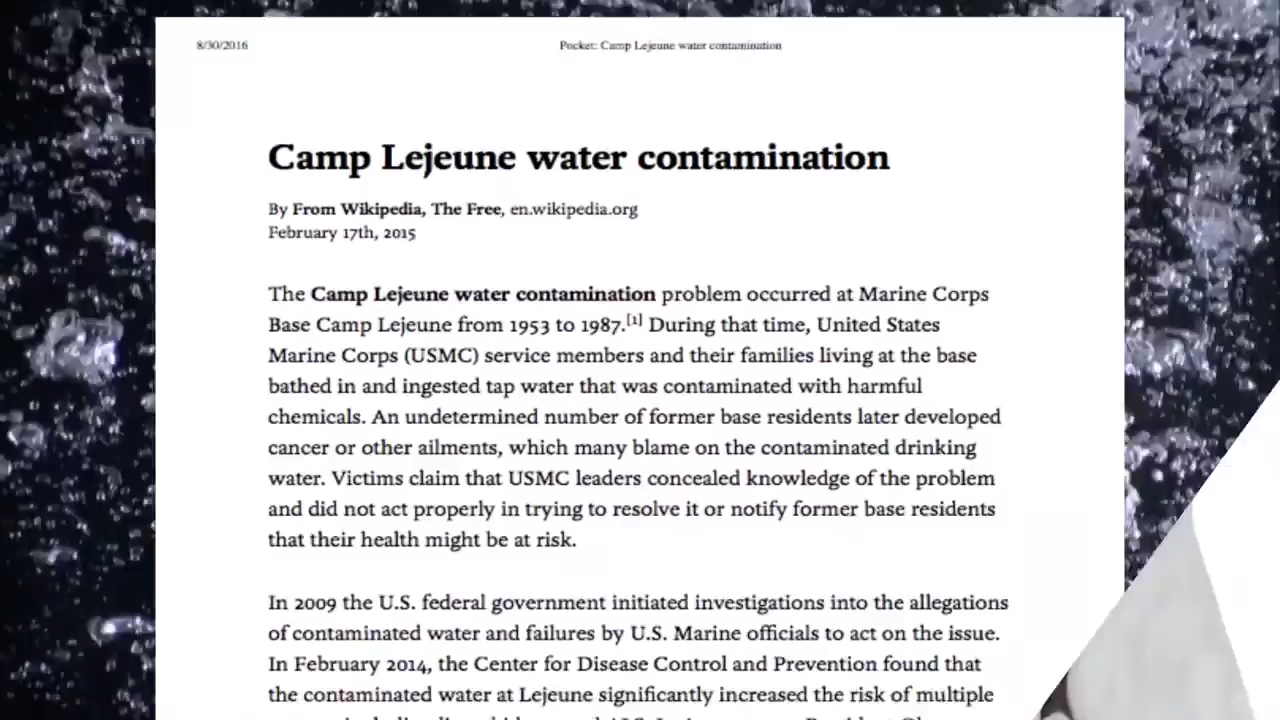 8/30/2016
Pocket: Camp Lejeune water contamination
Camp Lejeune water contamination
By From Wikipedia, The Free, en.wikipedia.org
February 17th, 2015
The Camp Lejeune water contamination problem occurred at Marine Corps
Base Camp Lejeune from 1953 to 1987.[1] During that time, United States
Marine Corps (USMC) service members and their families living at the base
bathed in and ingested tap water that was contaminated with harmful
chemicals. An undetermined number of former base residents later developed
cancer or other ailments, which many blame on the contaminated drinking
water. Victims claim that USMC leaders concealed knowledge of the problem
and did not act properly in trying to resolve it or notify former base residents
that their health might be at risk.
In 2009 the U.S. federal government initiated investigations into the allegations
of contaminated water and failures by U.S. Marine officials to act on the issue.
In February 2014, the Center for Disease Control and Prevention found that
the contaminated water at Lejeune significantly increased the risk of multiple